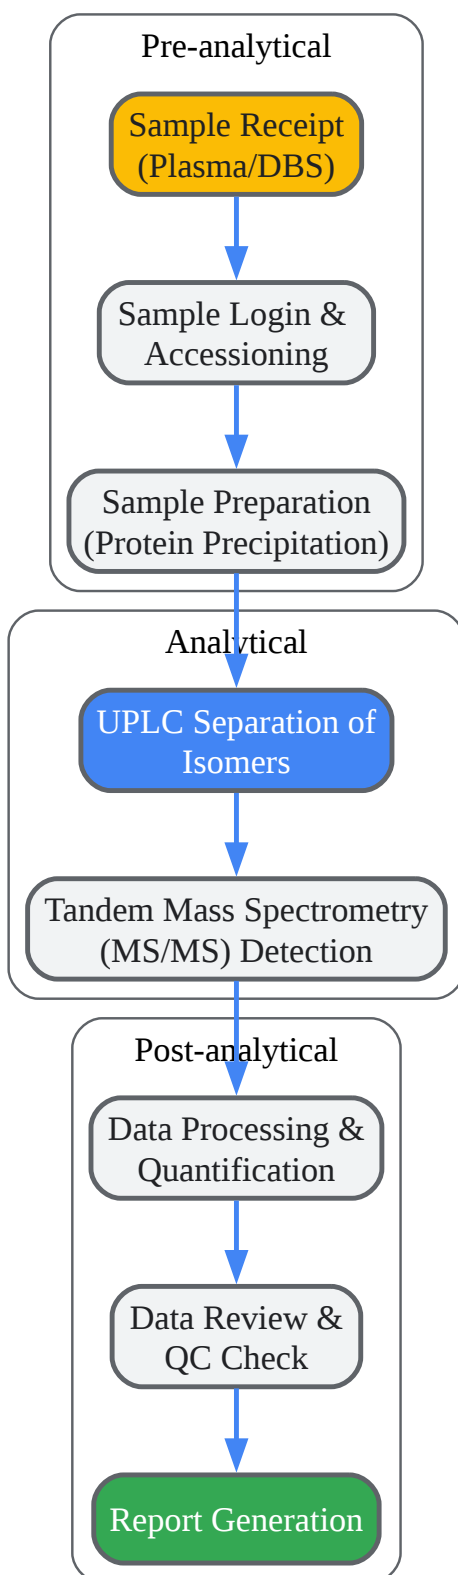 Pre-analytical
Sample Receipt
(Plasma/DBS)
Sample Login &
Accessioning
Sample Preparation
(Protein Precipitation)
Analytical
UPLC Separation of
Isomers
Tandem Mass Spectrometry
(MS/MS) Detection
Post-analytical
Data Processing &
Quantification
Data Review &
QC Check
Report Generation